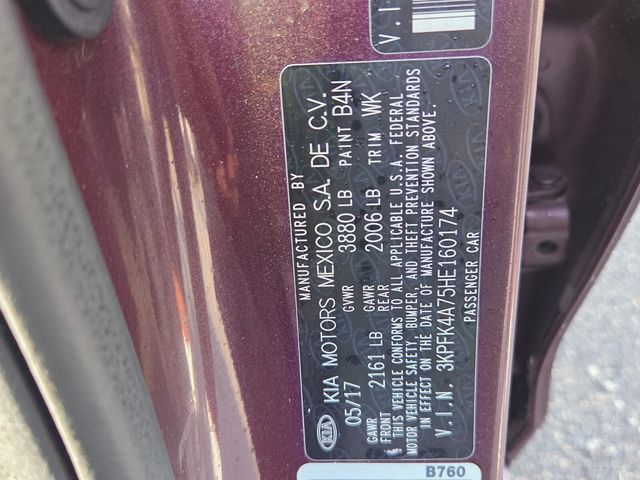 V.I
MANUFACTURED BY
KIA KIA MOTORS MEXICO S.A. DE C.V.
05/17 GVWR 3880 LB PAINT B4N
GAWR FRONT 2161 LB GAWR REAR 2006 LB TRIM WK
THIS VEHICLE CONFORMS TO ALL APPLICABLE U.S.A. FEDERAL
MOTOR VEHICLE SAFETY, BUMPER, AND THEFT PREVENTION STANDARDS
IN EFFECT ON THE DATE OF MANUFACTURE SHOWN ABOVE.
V.I.N. 3KPFK4A75HE160174
PASSENGER CAR
B760